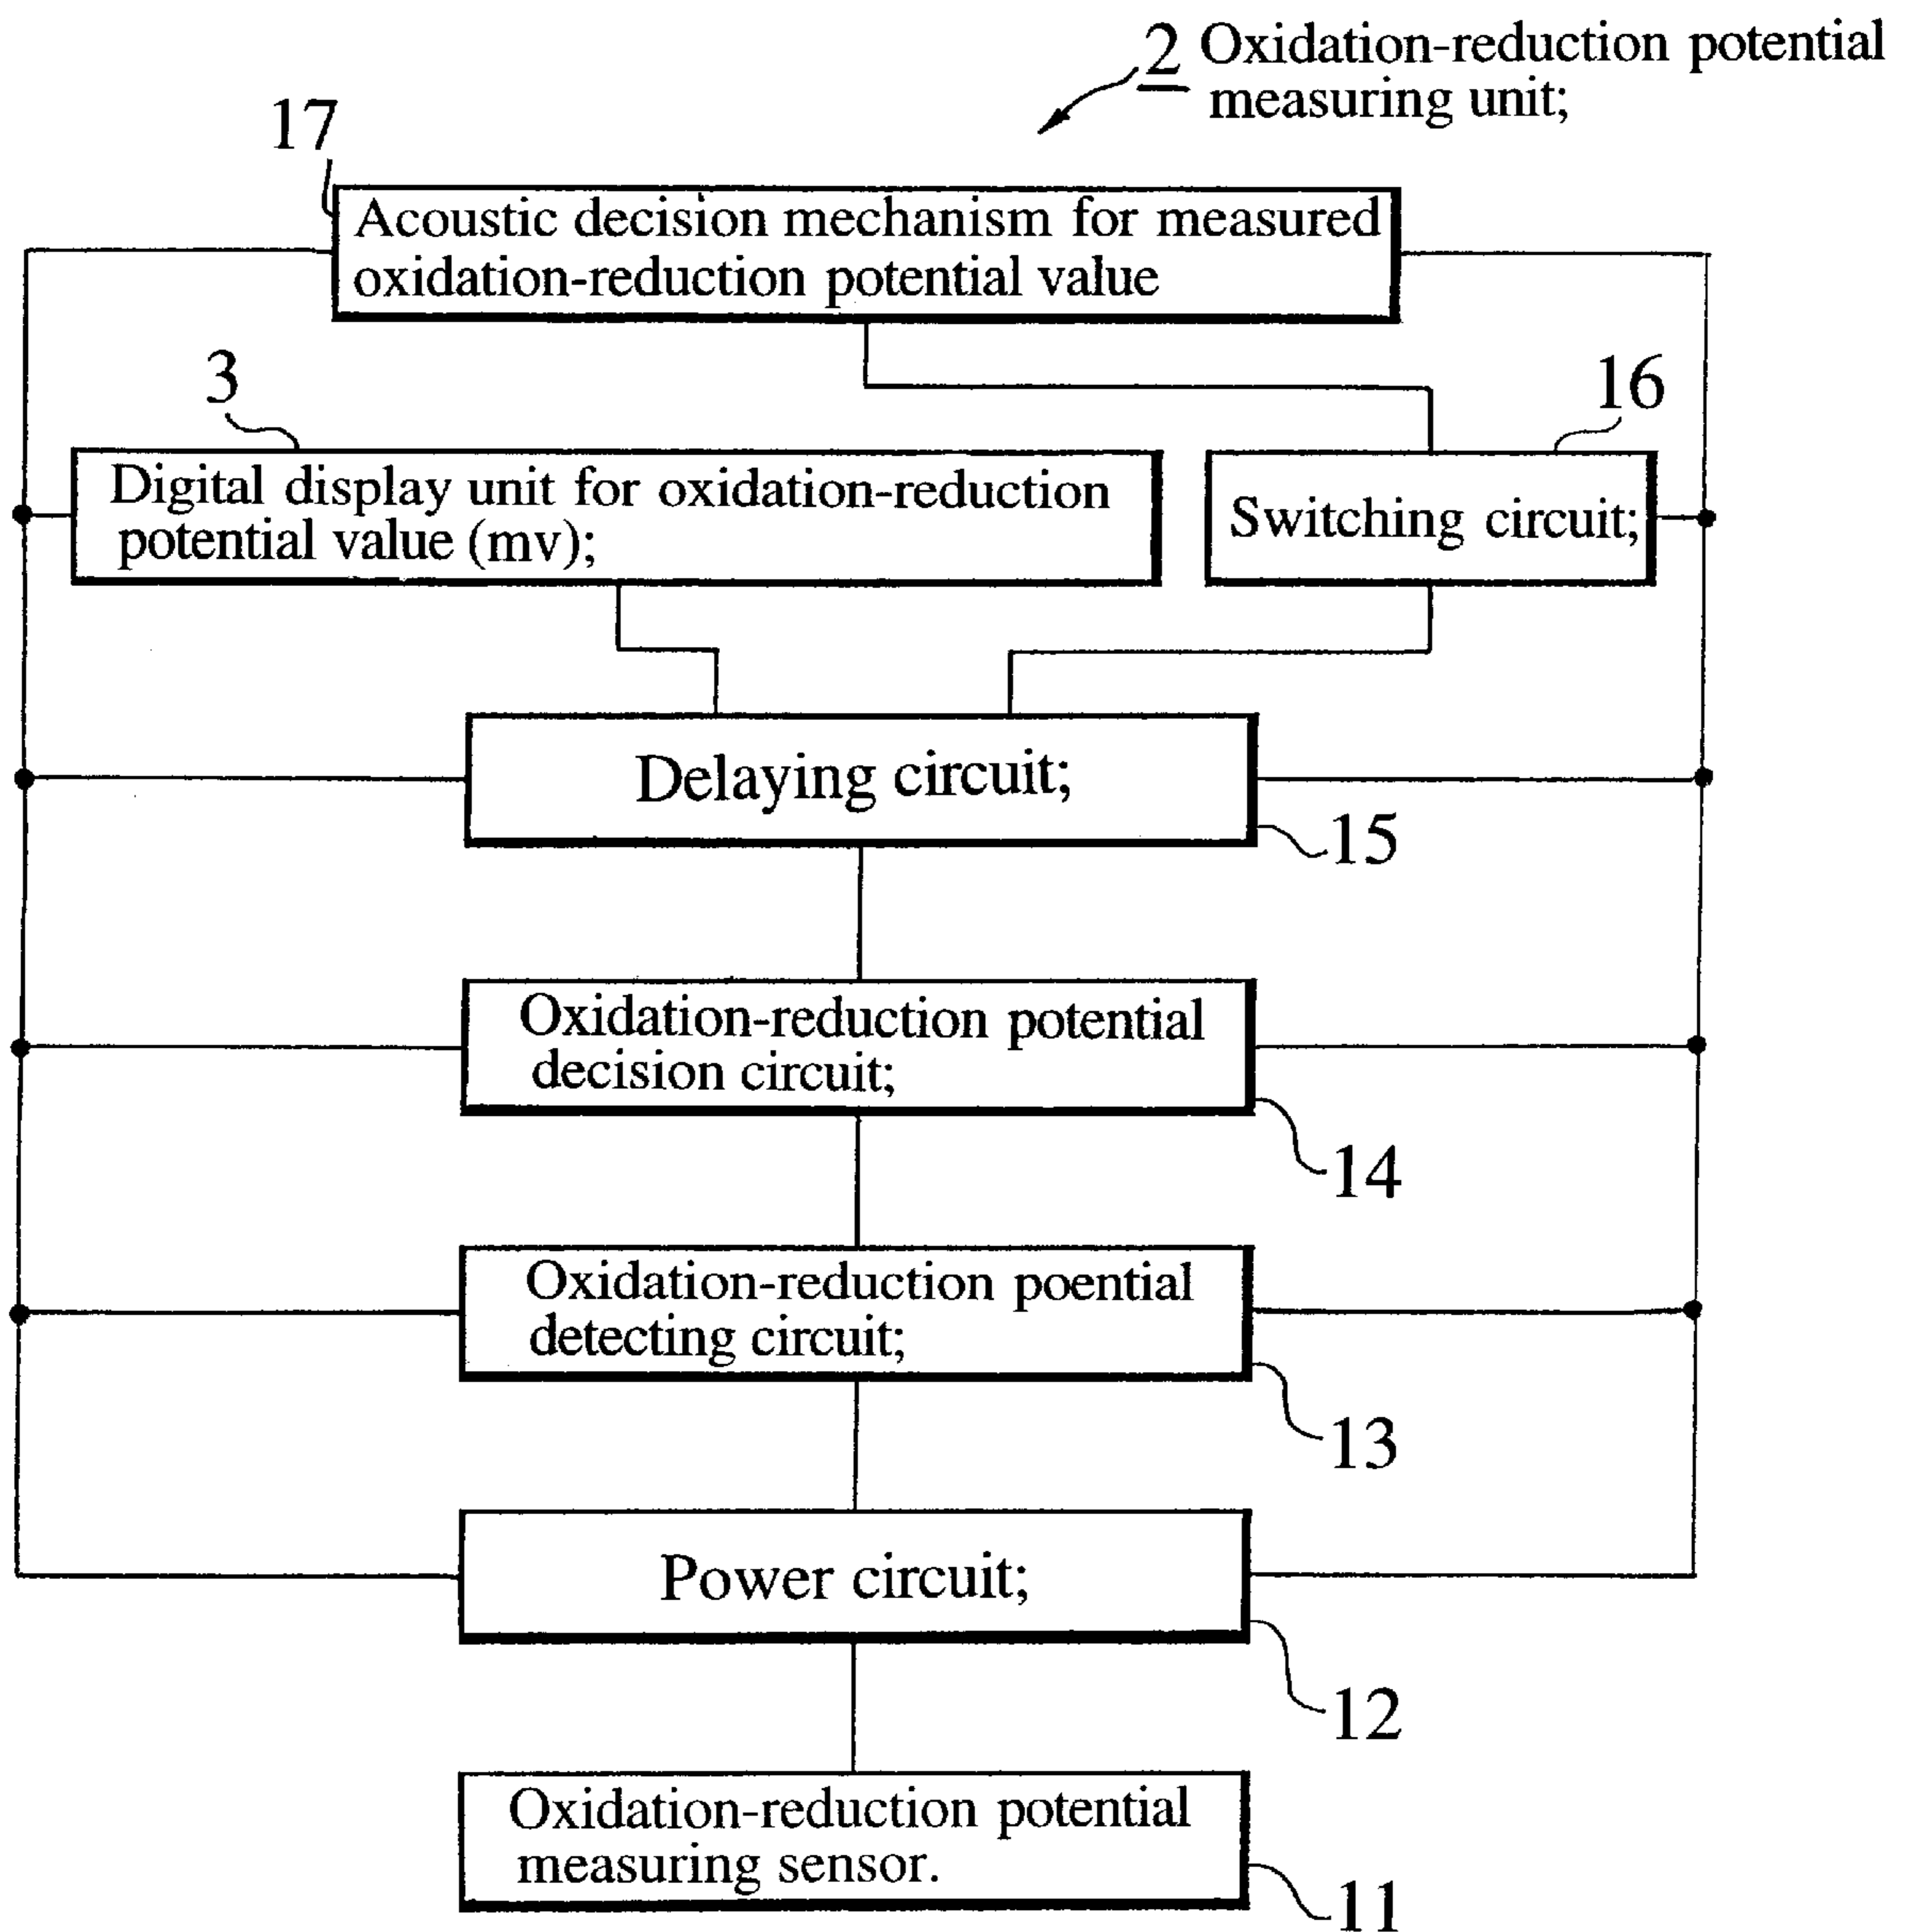 2 Oxidation-reduction potential
measuring unit;
17
Acoustic decision mechanism for measured
oxidation-reduction potential value
3
16
Digital display unit for oxidation-reduction
potential value (mv);
Switching circuit;
Delaying circuit;
15
Oxidation-reduction potential
decision circuit;
14
Oxidation-reduction poential
detecting circuit;
13
Power circuit;
12
Oxidation-reduction potential
measuring sensor.
11